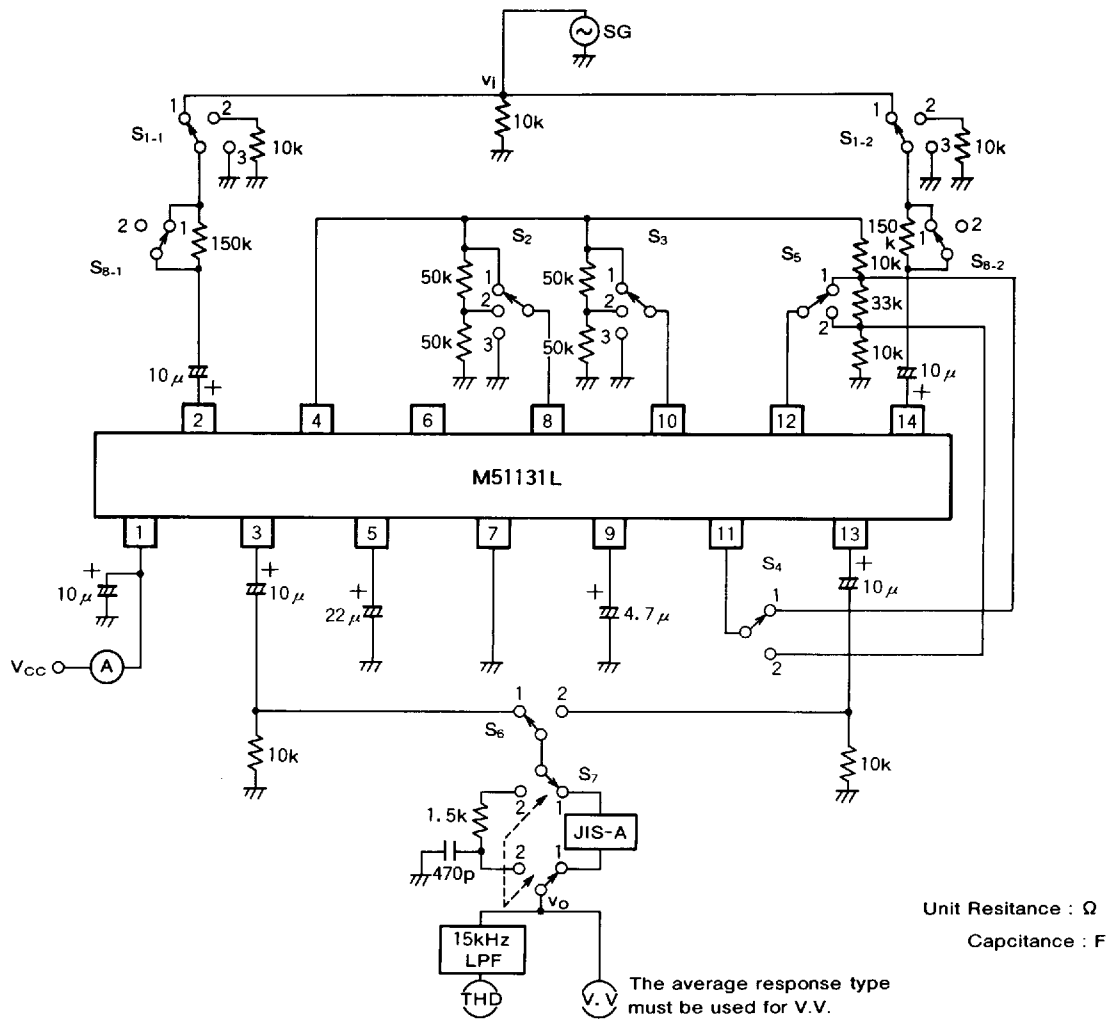 SG
vi
1
2
S1-1
3
10k
10k
1
2
S1-2
3
10k
2
1
150k
S8-1
150
k
1
2
S8-2
S2
S3
S5
10k
50k
1
2
50k
3
50k
1
2
50k
3
1
33k
2
10k
10μ
+
10μ
+
2
4
6
8
10
12
14
M51131L
1
3
5
7
9
11
13
+
10μ
+
10μ
+
22μ
+
4.7μ
S4
1
2
+
10μ
VCC
A
1
2
S6
10k
10k
S7
1.5k
2
1
JIS-A
470p
2
1
vo
15kHz
LPF
THD
V.V
The average response type
must be used for V.V.
Unit Resitance : Ω
Capcitance : F